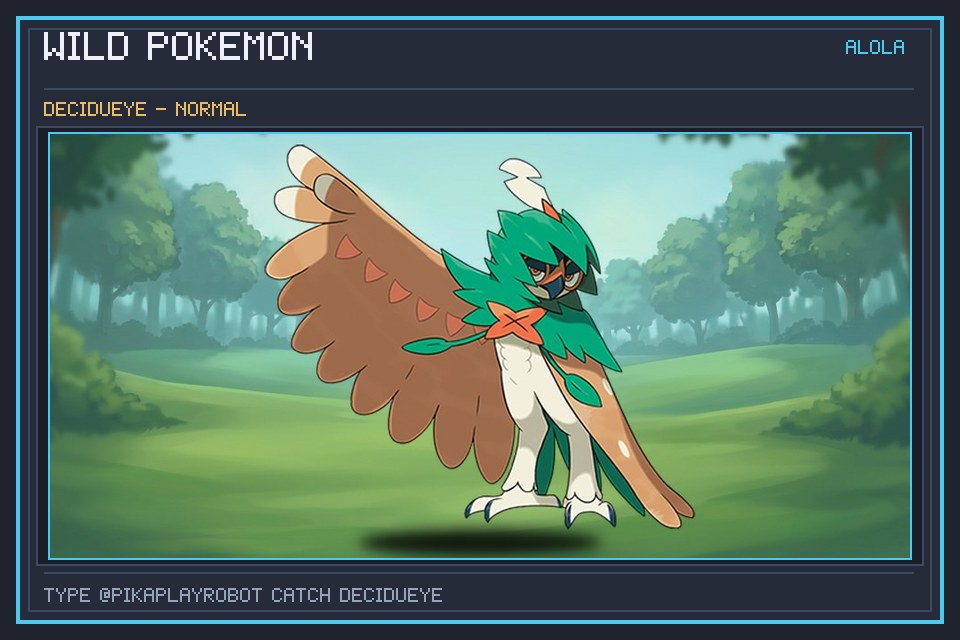 WILD POKEMON
ALOLA
DECIDUEYE - NORMAL
TYPE @PIKAPLAYROBOT CATCH DECIDUEYE